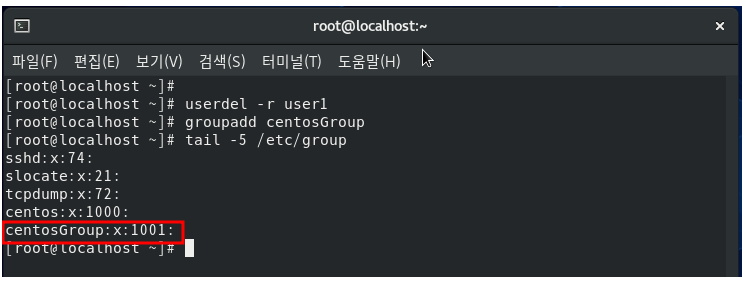 root@localhost:~
파일(F) 편집(E) 보기(V) 검색(S) 터미널(T) 도움말(H)
[root@localhost ~]#
[root@localhost ~]# userdel -r user1
[root@localhost ~]# groupadd centosGroup
[root@localhost ~]# tail -5 /etc/group
sshd:x:74:
slocate:x:21:
tcpdump:x:72:
centos:x:1000:
centosGroup:x:1001:
[root@localhost ~]#